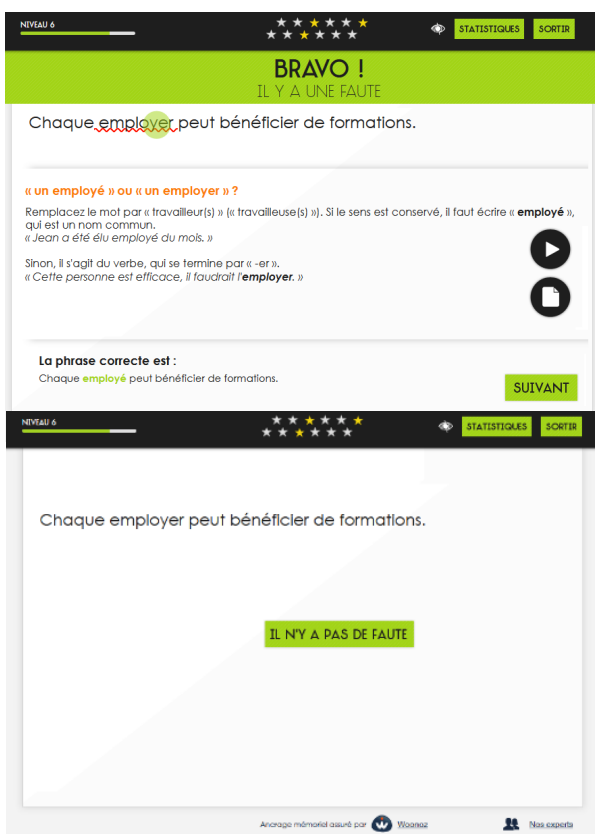 NIVEAU 6
STATISTIQUES
SORTIR
BRAVO !
IL Y A UNE FAUTE
Chaque employer peut bénéficier de formations.
« un employé » ou « un employer » ?
Remplacez le mot par « travailleur(s) » (« travailleuse(s) »). Si le sens est conservé, il faut écrire « employé »,
qui est un nom commun.
« Jean a été élu employé du mois. »
Sinon, il s'agit du verbe, qui se termine par « -er ».
« Cette personne est efficace, il faudrait l'employer. »
La phrase correcte est :
Chaque employé peut bénéficier de formations.
SUIVANT
NIVEAU 6
STATISTIQUES
SORTIR
Chaque employer peut bénéficier de formations.
IL N'Y A PAS DE FAUTE
Ancrage mémoriel assuré par Woonoz
Nos experts